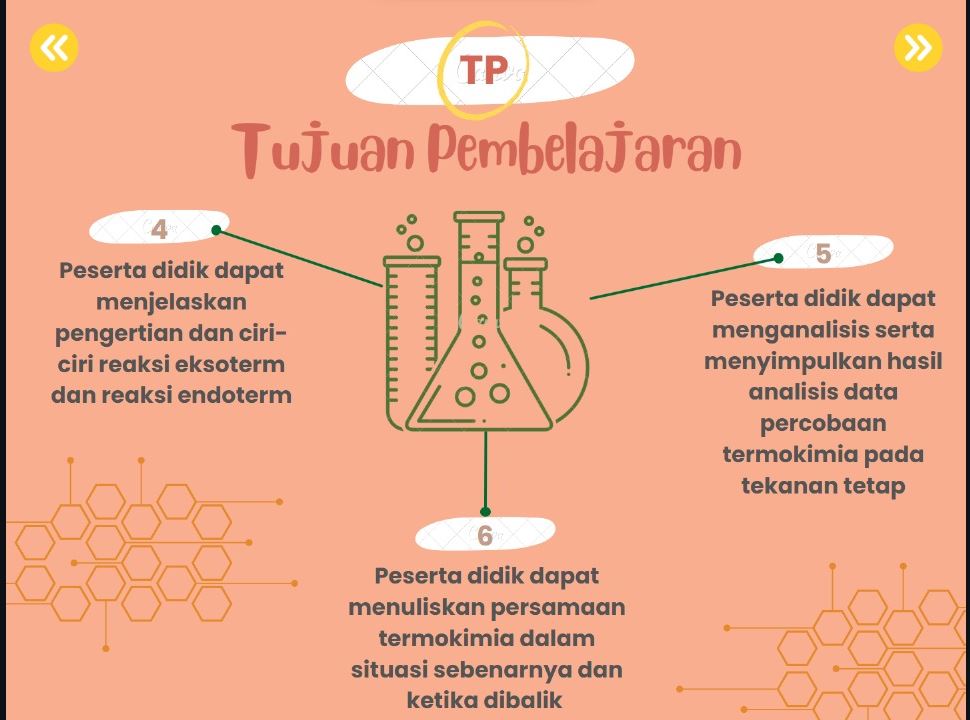 TP
Tujuan Pembelajaran
4
Peserta didik dapat
menjelaskan
pengertian dan ciri-
ciri reaksi eksoterm
dan reaksi endoterm
5
Peserta didik dapat
menganalisis serta
menyimpulkan hasil
analisis data
percobaan
termokimia pada
tekanan tetap
6
Peserta didik dapat
menuliskan persamaan
termokimia dalam
situasi sebenarnya dan
ketika dibalik